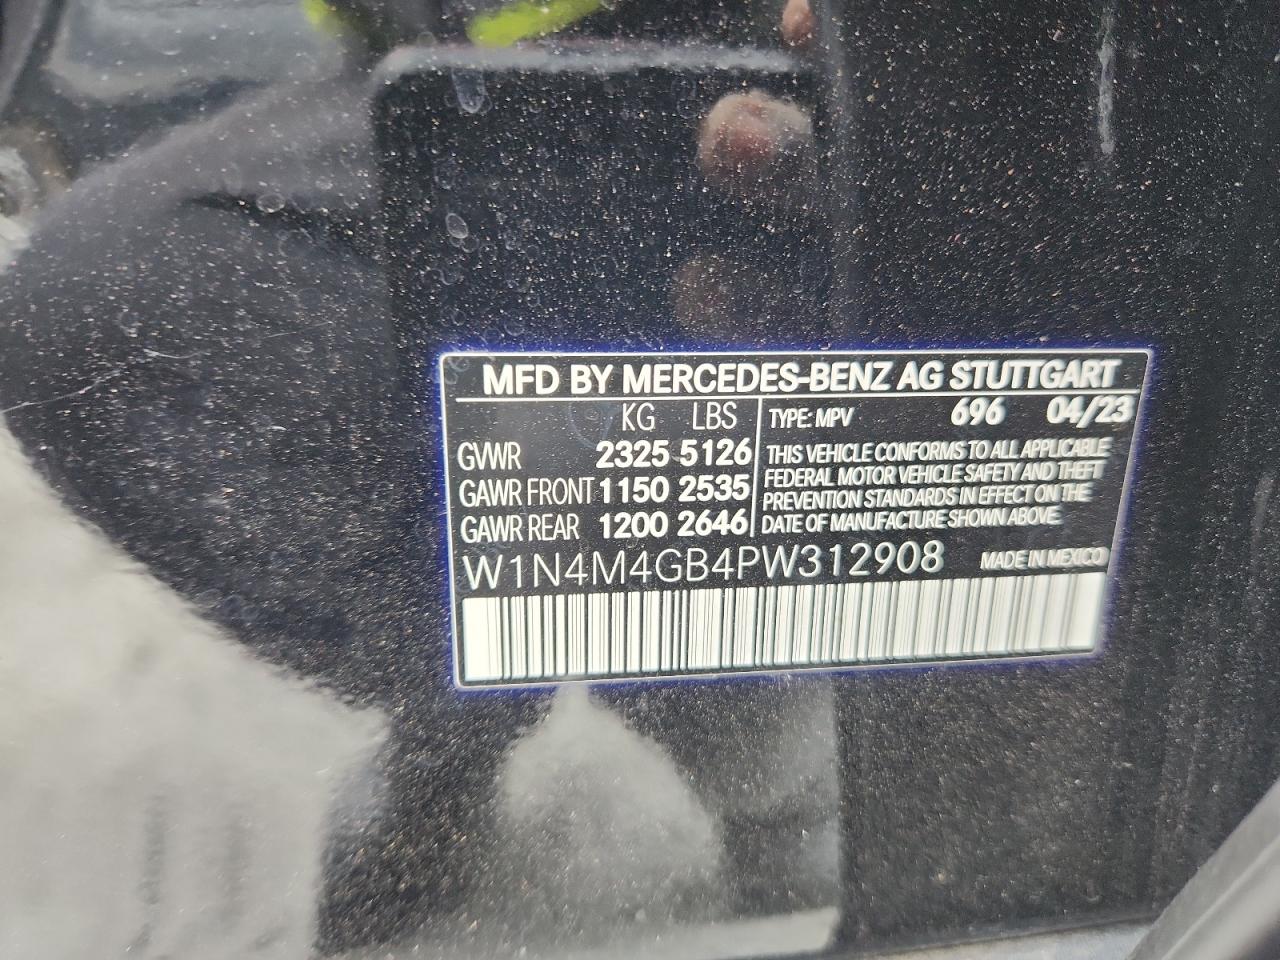 MFD BY MERCEDES-BENZ AG STUTTGART
KG LBS
GVWR 2325 5126
GAWR FRONT 1150 2535
GAWR REAR 1200 2646
TYPE: MPV 696 04/23
THIS VEHICLE CONFORMS TO ALL APPLICABLE
FEDERAL MOTOR VEHICLE SAFETY AND THEFT
PREVENTION STANDARDS IN EFFECT ON THE
DATE OF MANUFACTURE SHOWN ABOVE.
W1N4M4GB4PW312908 MADE IN MEXICO